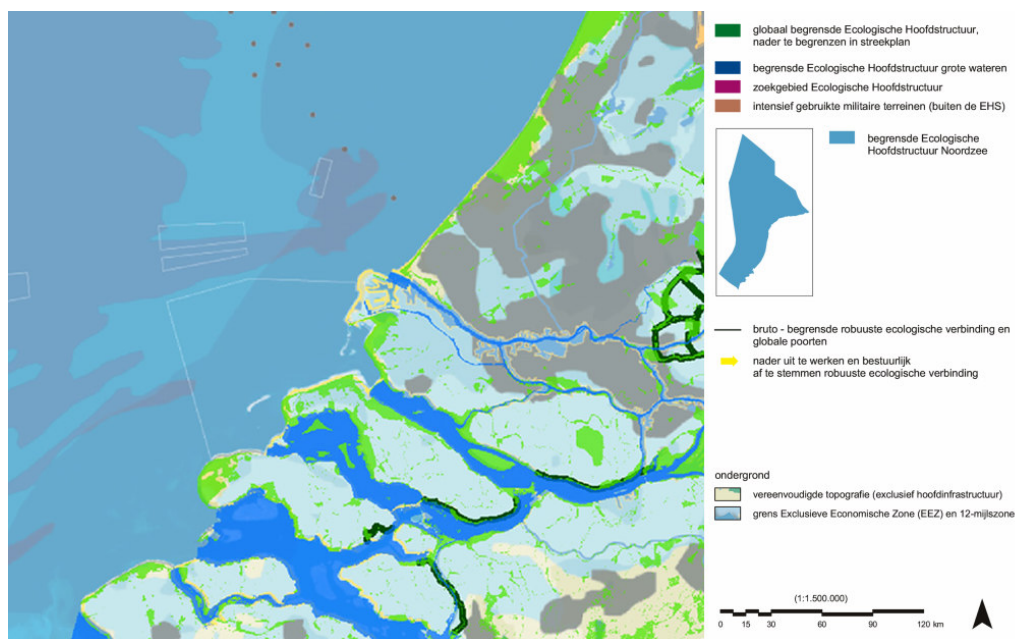 globaal begrensde Ecologische Hoofdstructuur,
nader te begrenzen in streekplan
begrensde Ecologische Hoofdstructuur grote wateren
zoekgebied Ecologische Hoofdstructuur
intensief gebruikte militaire terreinen (buiten de EHS)
begrensde Ecologische
Hoofdstructuur Noordzee
bruto - begrensde robuuste ecologische verbinding en
globale poorten
nader uit te werken en bestuurlijk
af te stemmen robuuste ecologische verbinding
ondergrond
vereenvoudigde topografie (exclusief hoofdinfrastructuur)
grens Exclusieve Economische Zone (EEZ) en 12-mijlszone
(1:1.500.000)
0 15 30 60 90 120 km